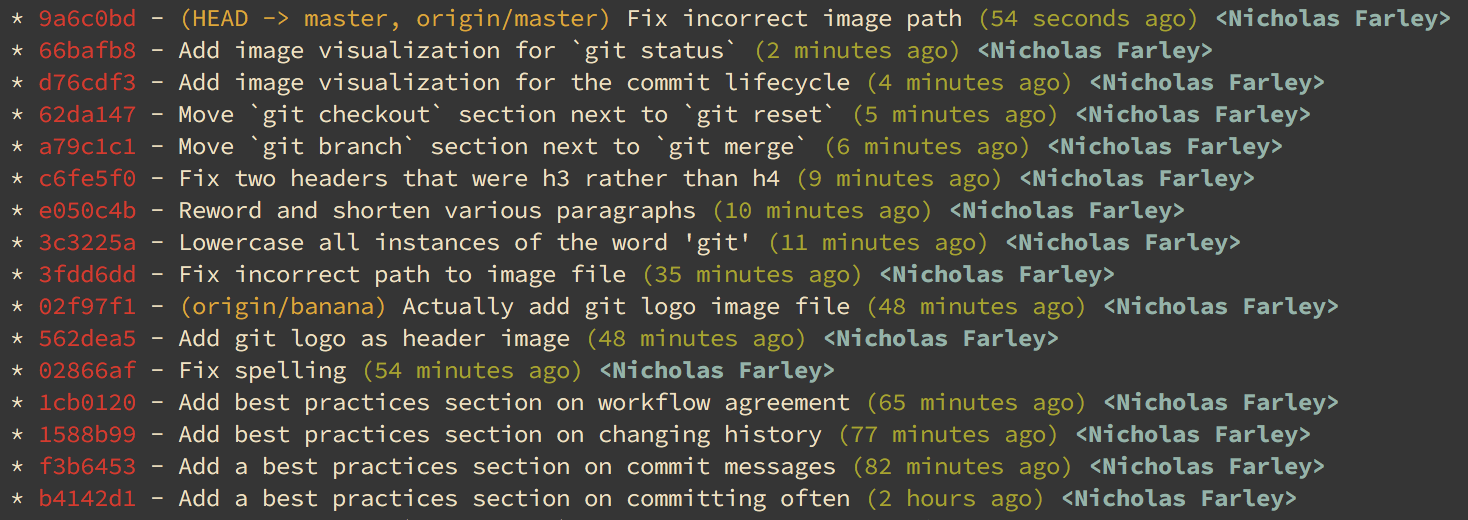 * 9a6c0bd - (HEAD -> master, origin/master) Fix incorrect image path (54 seconds ago) <Nicholas Farley>
* 66bafb8 - Add image visualization for `git status` (2 minutes ago) <Nicholas Farley>
* d76cdf3 - Add image visualization for the commit lifecycle (4 minutes ago) <Nicholas Farley>
* 62da147 - Move `git checkout` section next to `git reset` (5 minutes ago) <Nicholas Farley>
* a79c1c1 - Move `git branch` section next to `git merge` (6 minutes ago) <Nicholas Farley>
* c6fe5f0 - Fix two headers that were h3 rather than h4 (9 minutes ago) <Nicholas Farley>
* e050c4b - Reword and shorten various paragraphs (10 minutes ago) <Nicholas Farley>
* 3c3225a - Lowercase all instances of the word 'git' (11 minutes ago) <Nicholas Farley>
* 3fdd6dd - Fix incorrect path to image file (35 minutes ago) <Nicholas Farley>
* 02f97f1 - (origin/banana) Actually add git logo image file (48 minutes ago) <Nicholas Farley>
* 562dea5 - Add git logo as header image (48 minutes ago) <Nicholas Farley>
* 02866af - Fix spelling (54 minutes ago) <Nicholas Farley>
* 1cb0120 - Add best practices section on workflow agreement (65 minutes ago) <Nicholas Farley>
* 1588b99 - Add best practices section on changing history (77 minutes ago) <Nicholas Farley>
* f3b6453 - Add a best practices section on commit messages (82 minutes ago) <Nicholas Farley>
* b4142d1 - Add a best practices section on committing often (2 hours ago) <Nicholas Farley>